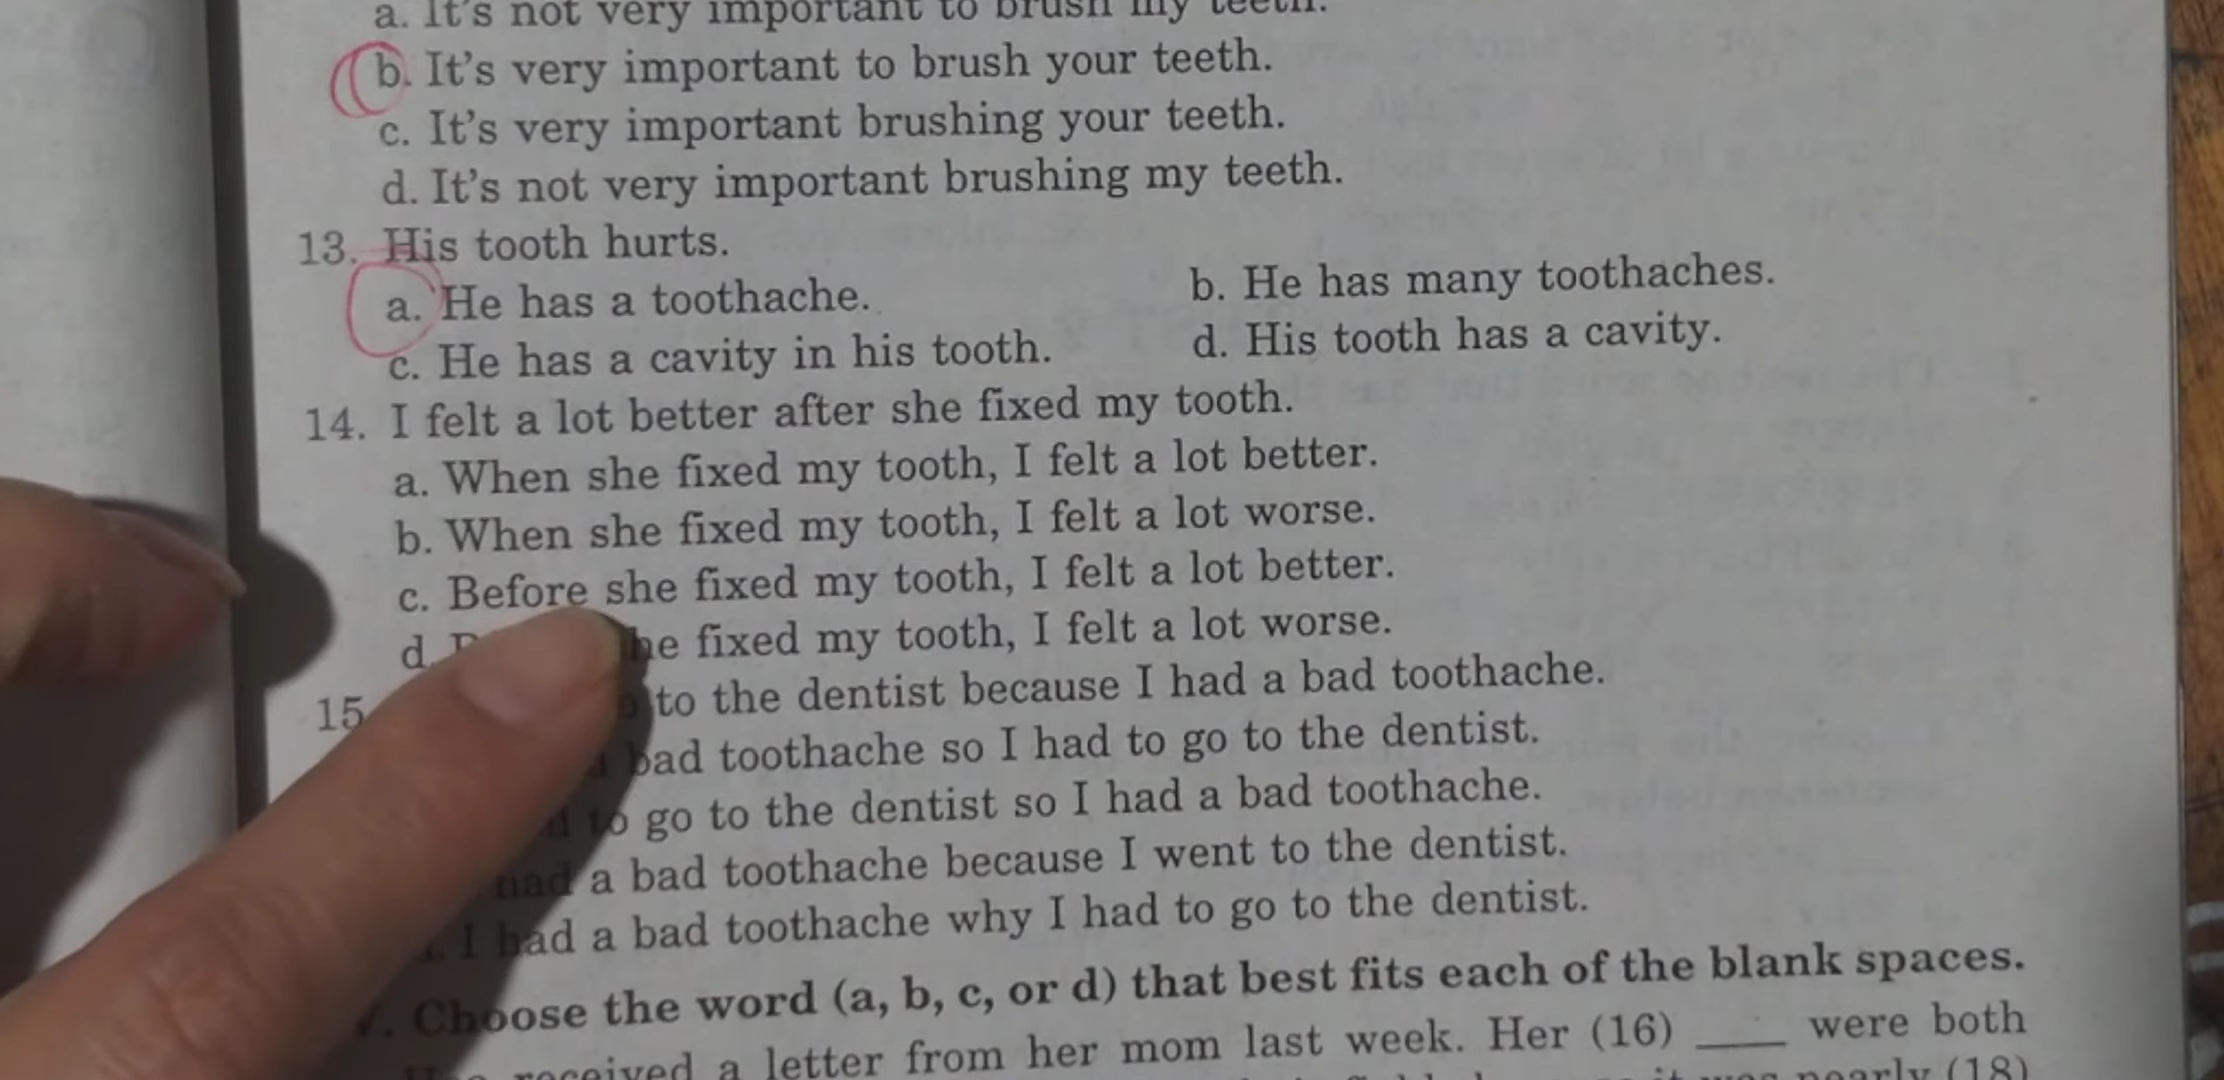 a. It's not very important to brush my teeth.
b. It's very important to brush your teeth.
c. It's very important brushing your teeth.
d. It's not very important brushing my teeth.
13. His tooth hurts.
a. He has a toothache. b. He has many toothaches.
c. He has a cavity in his tooth. d. His tooth has a cavity.
14. I felt a lot better after she fixed my tooth.
a. When she fixed my tooth, I felt a lot better.
b. When she fixed my tooth, I felt a lot worse.
c. Before she fixed my tooth, I felt a lot better.
d. fixed my tooth, I felt a lot worse.
15 to the dentist because I had a bad toothache.
bad toothache so I had to go to the dentist.
to go to the dentist so I had a bad toothache.
had a bad toothache because I went to the dentist.
I had a bad toothache why I had to go to the dentist.
Choose the word (a, b, c, or d) that best fits each of the blank spaces.
received a letter from her mom last week. Her (16) ____ were both
it was nearly (18)